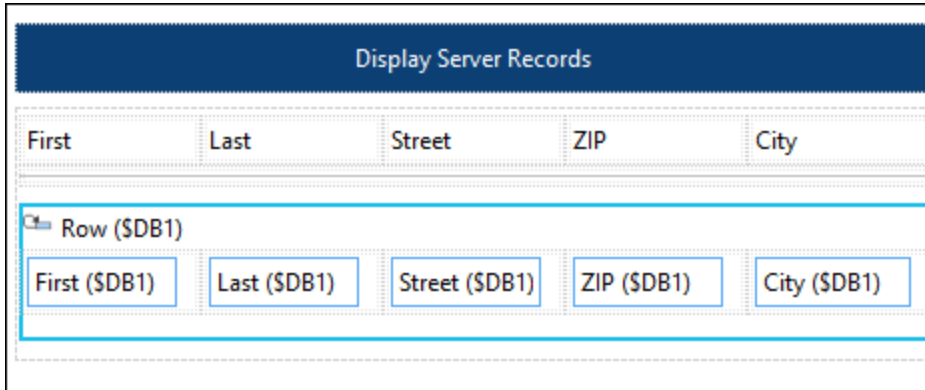 Display Server Records
First Last Street ZIP City
Row ($DB1)
First ($DB1) Last ($DB1) Street ($DB1) ZIP ($DB1) City ($DB1)